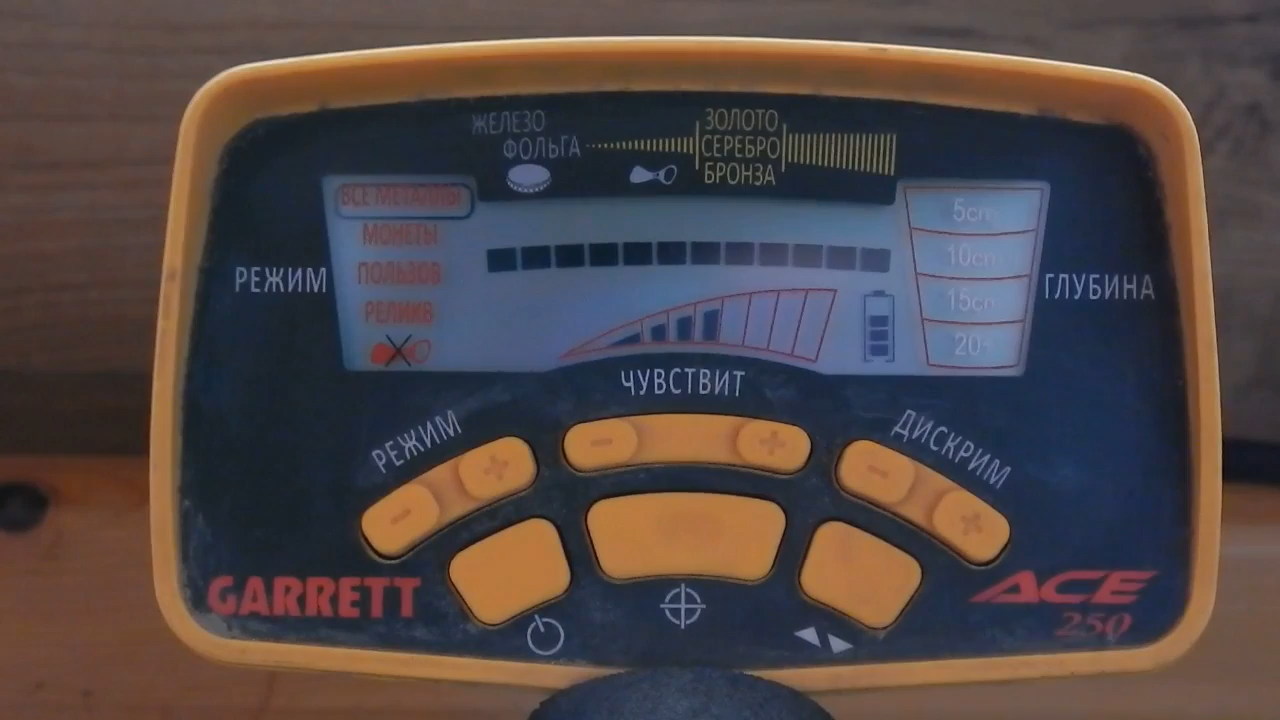 ЖЕЛЕЗО
ФОЛЬГА
ЗОЛОТО
СЕРЕБРО
БРОНЗА
РЕЖИМ
ВСЕ МЕТАЛЛЫ
МОНЕТЫ
ПОЛЬЗОВ
РЕЛИКВ
5cm
10cm
15cm
20+
ГЛУБИНА
ЧУВСТВИТ
РЕЖИМ
- +
- +
ДИСКРИМ
- +
GARRETT
ACE
250